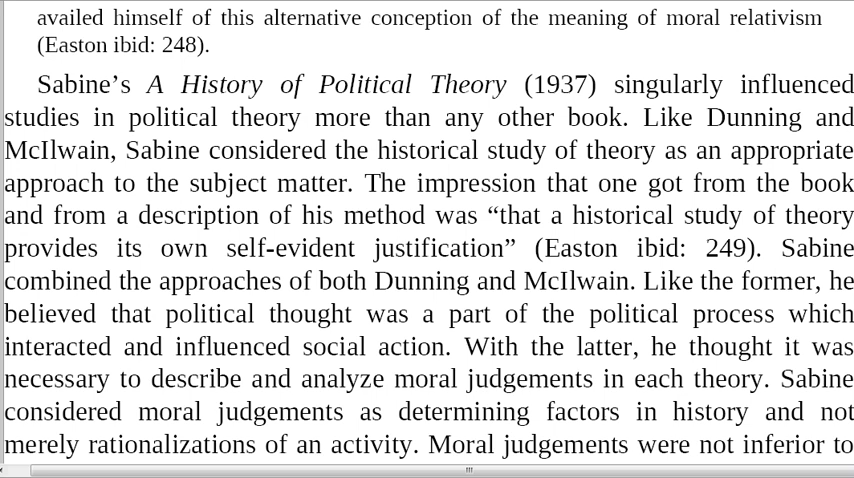 availed himself of this alternative conception of the meaning of moral relativism
(Easton ibid: 248).
Sabine’s A History of Political Theory (1937) singularly influenced
studies in political theory more than any other book. Like Dunning and
McIlwain, Sabine considered the historical study of theory as an appropriate
approach to the subject matter. The impression that one got from the book
and from a description of his method was “that a historical study of theory
provides its own self-evident justification” (Easton ibid: 249). Sabine
combined the approaches of both Dunning and McIlwain. Like the former, he
believed that political thought was a part of the political process which
interacted and influenced social action. With the latter, he thought it was
necessary to describe and analyze moral judgements in each theory. Sabine
considered moral judgements as determining factors in history and not
merely rationalizations of an activity. Moral judgements were not inferior to